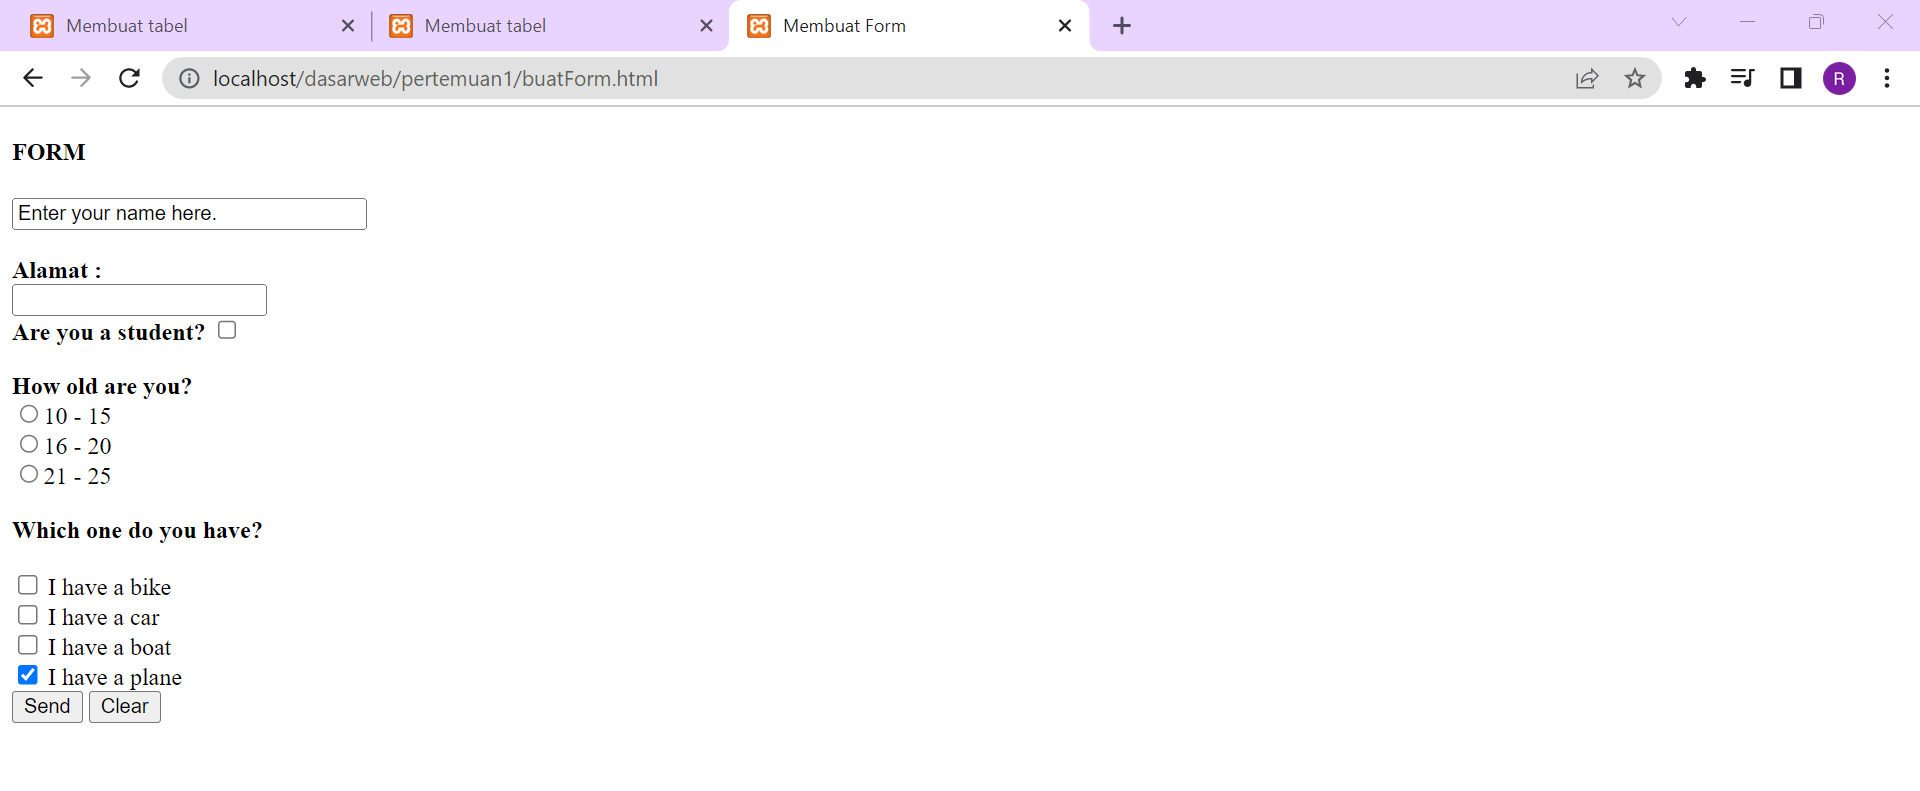 Membuat tabel
Membuat tabel
Membuat Form
localhost/dasarweb/pertemuan1/buatForm.html
R
FORM
Enter your name here.
Alamat :
Are you a student?
How old are you?
10 - 15
16 - 20
21 - 25
Which one do you have?
I have a bike
I have a car
I have a boat
I have a plane
Send Clear